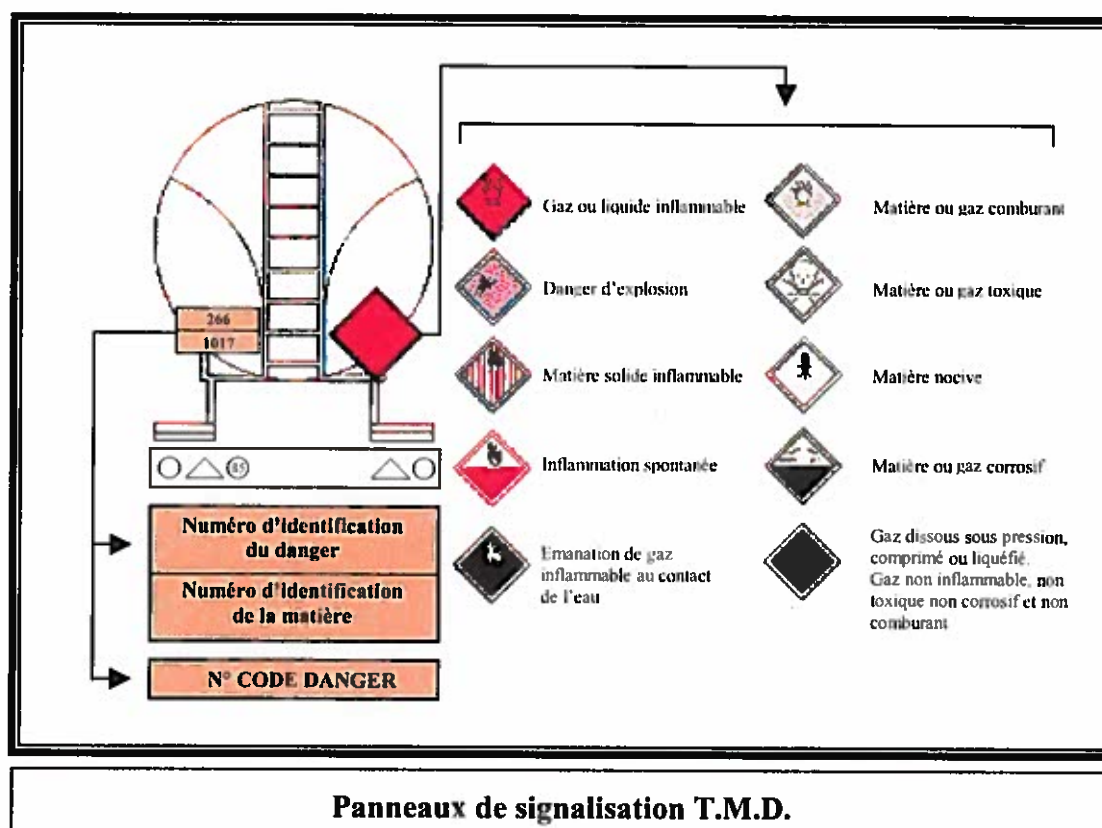 266
1017
85
Numéro d'identification
du danger
Numéro d'identification
de la matière
N° CODE DANGER
Gaz ou liquide inflammable
Danger d'explosion
Matière solide inflammable
Inflammation spontanée
Emanation de gaz
inflammable au contact
de l'eau
Matière ou gaz comburant
Matière ou gaz toxique
Matière nocive
Matière ou gaz corrosif
Gaz dissous sous pression,
comprimé ou liquéfié.
Gaz non inflammable, non
toxique non corrosif et non
comburant
Panneaux de signalisation T.M.D.